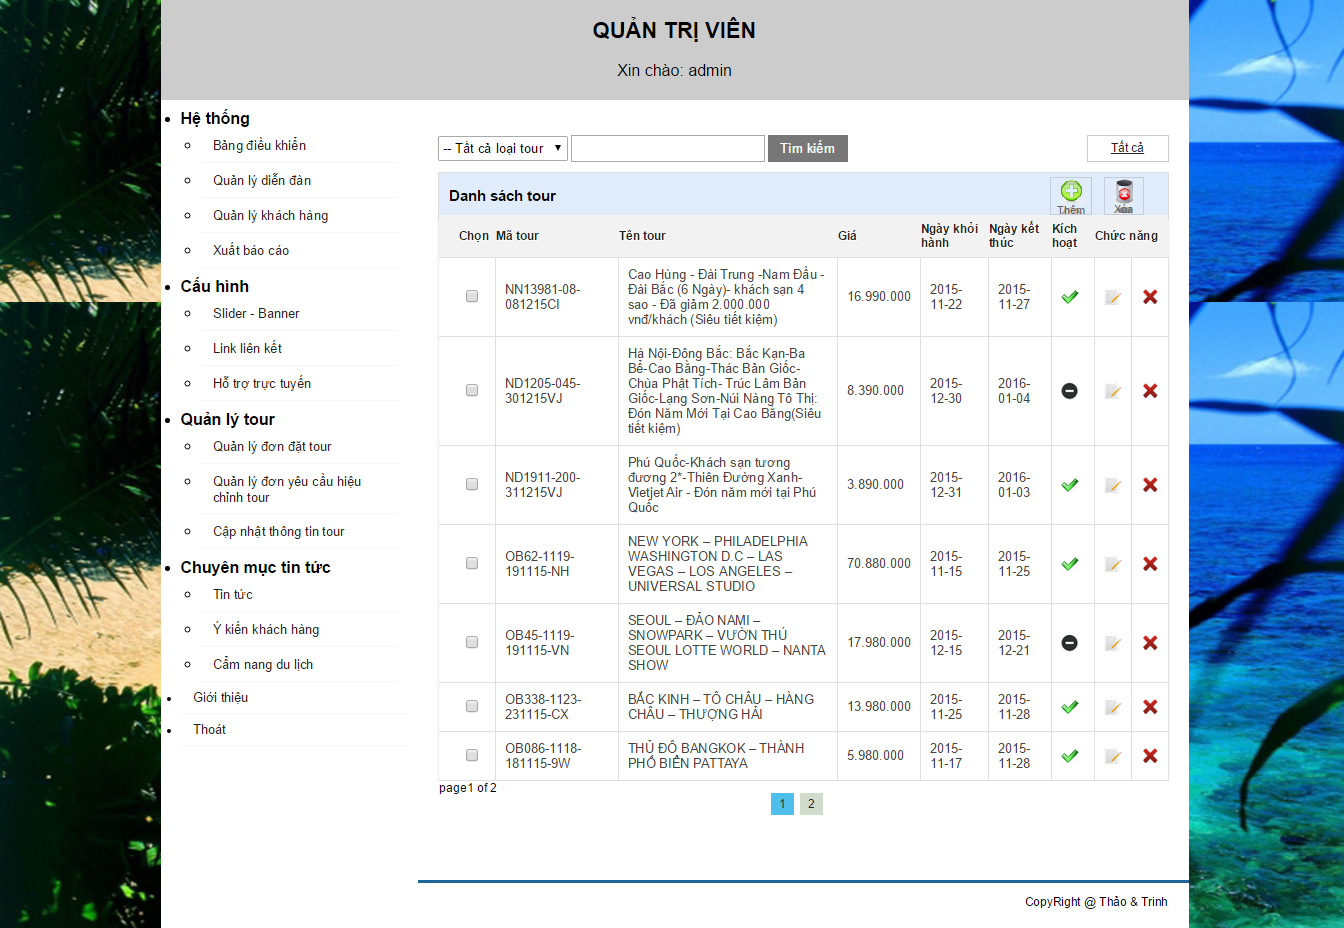 QUẢN TRỊ VIÊN
Xin chào: admin
Hệ thống
Bảng điều khiển
Quản lý diễn đàn
Quản lý khách hàng
Xuất báo cáo
Cấu hình
Slider - Banner
Link liên kết
Hỗ trợ trực tuyến
Quản lý tour
Quản lý đơn đặt tour
Quản lý đơn yêu cầu hiệu
chỉnh tour
Cập nhật thông tin tour
Chuyên mục tin tức
Tin tức
Ý kiến khách hàng
Cẩm nang du lịch
Giới thiệu
Thoát
-- Tất cả loại tour
Tìm kiếm
Tất cả
Danh sách tour
Thêm
Xóa
Chọn Mã tour Tên tour Giá Ngày khỏi hành Ngày kết thúc Kích hoạt Chức năng
NN13981-08-
081215CI
Cao Hùng - Đài Trung -Nam Đầu -
Đài Bắc (6 Ngày)- khách sạn 4
sao - Đã giảm 2.000.000
vnđ/khách (Siêu tiết kiệm)
16.990.000
2015-
11-22
2015-
11-27
ND1205-045-
301215VJ
Hà Nội-Đông Bắc: Bắc Kạn-Ba
Bể-Cao Bằng-Thác Bản Giốc-
Chùa Phật Tích- Trúc Lâm Bản
Giốc-Lạng Sơn-Núi Nàng Tô Thị:
Đón Năm Mới Tại Cao Bằng(Siêu
tiết kiệm)
8.390.000
2015-
12-30
2016-
01-04
ND1911-200-
311215VJ
Phú Quốc-Khách sạn tương
đương 2*-Thiên Đường Xanh-
Vietjet Air - Đón năm mới tại Phú
Quốc
3.890.000
2015-
12-31
2016-
01-03
OB62-1119-
191115-NH
NEW YORK – PHILADELPHIA
WASHINGTON D.C – LAS
VEGAS – LOS ANGELES –
UNIVERSAL STUDIO
70.880.000
2015-
11-15
2015-
11-25
OB45-1119-
191115-VN
SEOUL – ĐẢO NAMI –
SNOWPARK – VƯỜN THÚ
SEOUL LOTTE WORLD – NANTA
SHOW
17.980.000
2015-
12-15
2015-
12-21
OB338-1123-
231115-CX
BẮC KINH – TÔ CHÂU – HÀNG
CHÂU – THƯỢNG HẢI
13.980.000
2015-
11-25
2015-
11-28
OB086-1118-
181115-9W
THỦ ĐÔ BANGKOK – THÀNH
PHỐ BIỂN PATTAYA
5.980.000
2015-
11-17
2015-
11-28
page1 of 2
1 2
CopyRight @ Thảo & Trinh